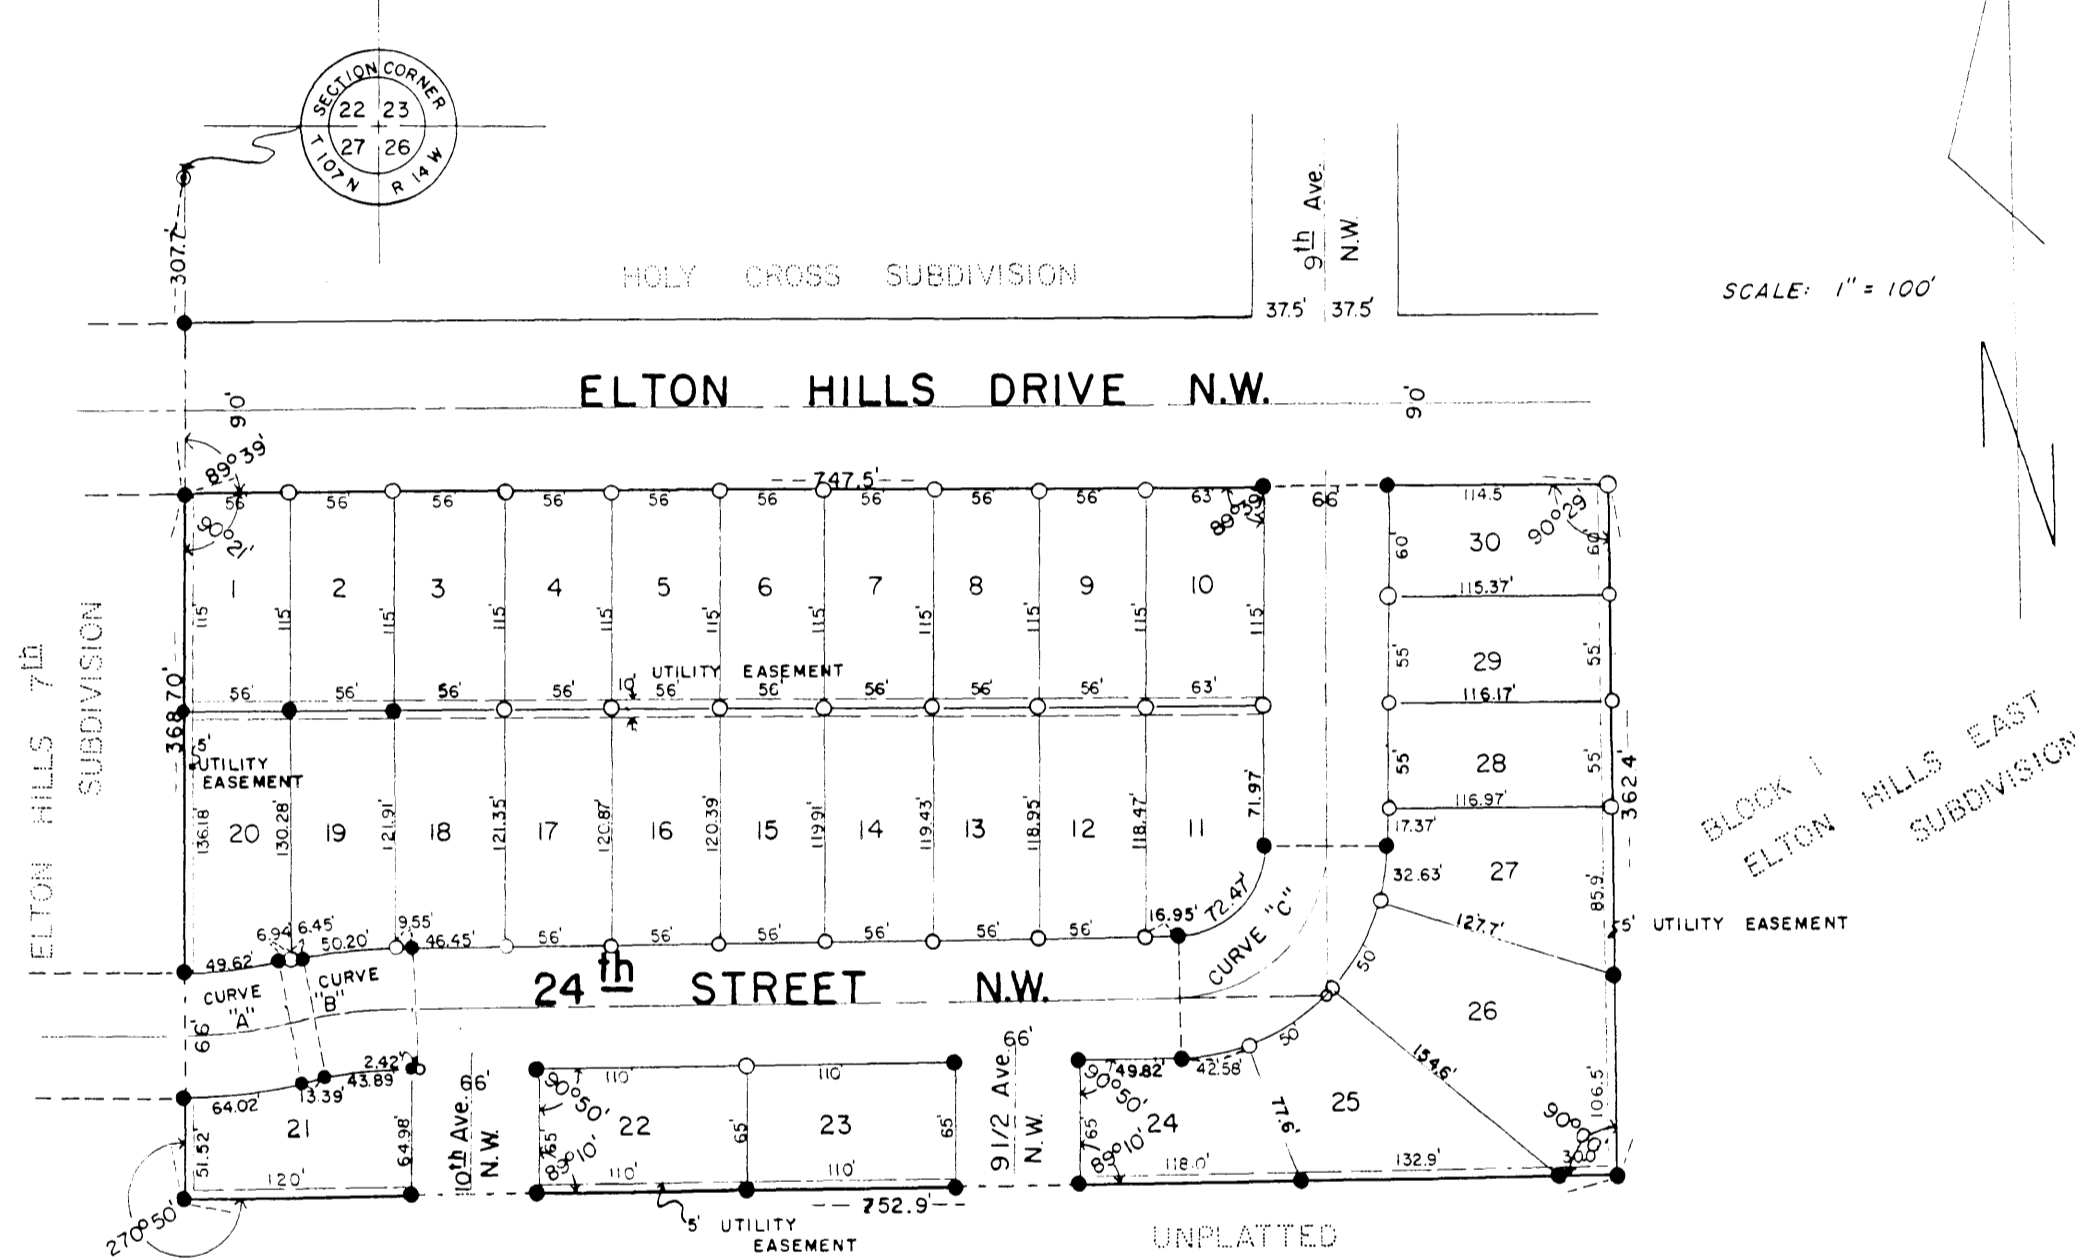 SECTION CORNER
22 23
27 26
T 107 N R 14 W
307.7'
HOLY CROSS SUBDIVISION
9th Ave.
N.W.
37.5' 37.5'
SCALE: 1" = 100'
ELTON HILLS DRIVE N.W.
90'
90'
89°39'
747.5'
56' 56' 56' 56' 56' 56' 56' 56' 56' 63'
66'
114.5
90°21'
89°39'
90°29'
1 2 3 4 5 6 7 8 9 10
30
60'
60'
115.37'
115' 115' 115' 115' 115' 115' 115' 115' 115' 115' 115'
29
55'
55'
116.17'
UTILITY EASEMENT
10'
56' 56' 56' 56' 56' 56' 56' 56' 56' 63'
ELTON HILLS 7th
SUBDIVISION
368.70'
5'
UTILITY
EASEMENT
28
55'
55'
116.97'
362.4'
BLOCK 1
ELTON HILLS EAST
SUBDIVISION
20 19 18 17 16 15 14 13 12 11
136.18' 130.28' 121.91' 121.35' 120.87' 120.39' 119.91' 119.43' 118.95' 118.47' 71.97'
17.37'
32.63'
27
85.9'
127.7'
5' UTILITY EASEMENT
49.62' 6.94' 6.45' 50.20' 9.55' 46.45' 56' 56' 56' 56' 56' 16.95' 72.47'
CURVE
"A"
CURVE
"B"
CURVE "C"
24th STREET N.W.
66'
50'
50'
26
154.6'
106.5'
64.02' 13.39' 43.89' 2.42'
21
51.52'
64.98'
120'
270°50'
10th Ave.
N.W.
66'
110' 110'
90°50'
22 23
65' 65' 65'
89°10'
110' 110'
752.9'
5' UTILITY
EASEMENT
9 1/2 Ave.
N.W.
66'
49.82' 42.58'
90°50'
24
65'
89°10'
118.0'
77.6'
25
132.9'
30.0'
UNPLATTED